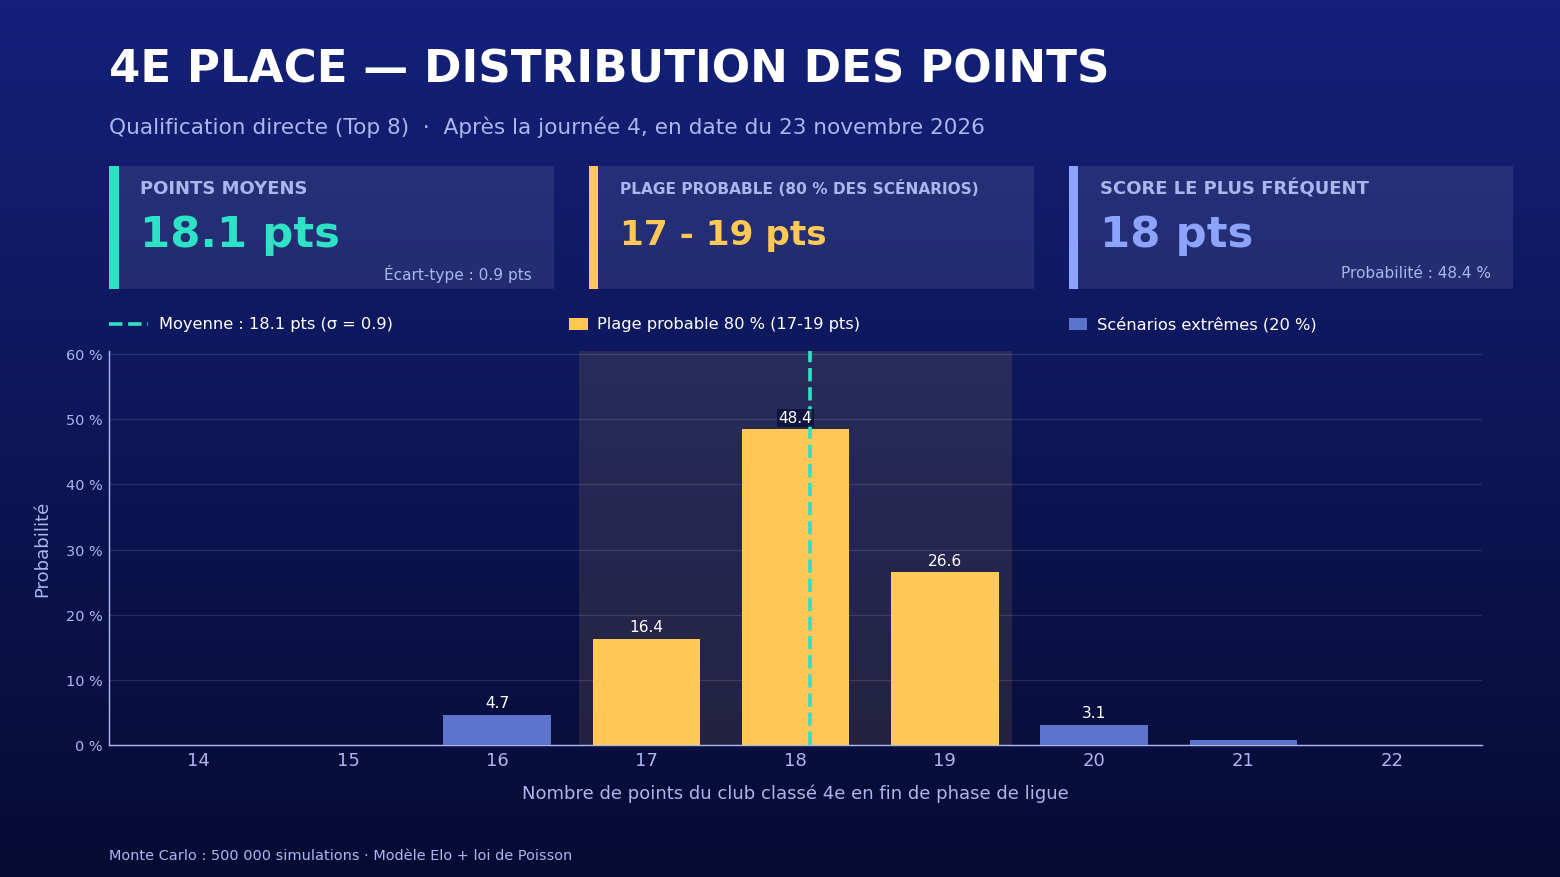 4E PLACE — DISTRIBUTION DES POINTS
Qualification directe (Top 8) · Après la journée 4, en date du 23 novembre 2026
POINTS MOYENS
18.1 pts
Écart-type : 0.9 pts
PLAGE PROBABLE (80 % DES SCÉNARIOS)
17 - 19 pts
SCORE LE PLUS FRÉQUENT
18 pts
Probabilité : 48.4 %
Moyenne : 18.1 pts (σ = 0.9)
Plage probable 80 % (17-19 pts)
Scénarios extrêmes (20 %)
Probabilité
60 %
50 %
40 %
30 %
20 %
10 %
0 %
4.7
16.4
48.4
26.6
3.1
14
15
16
17
18
19
20
21
22
Nombre de points du club classé 4e en fin de phase de ligue
Monte Carlo : 500 000 simulations · Modèle Elo + loi de Poisson